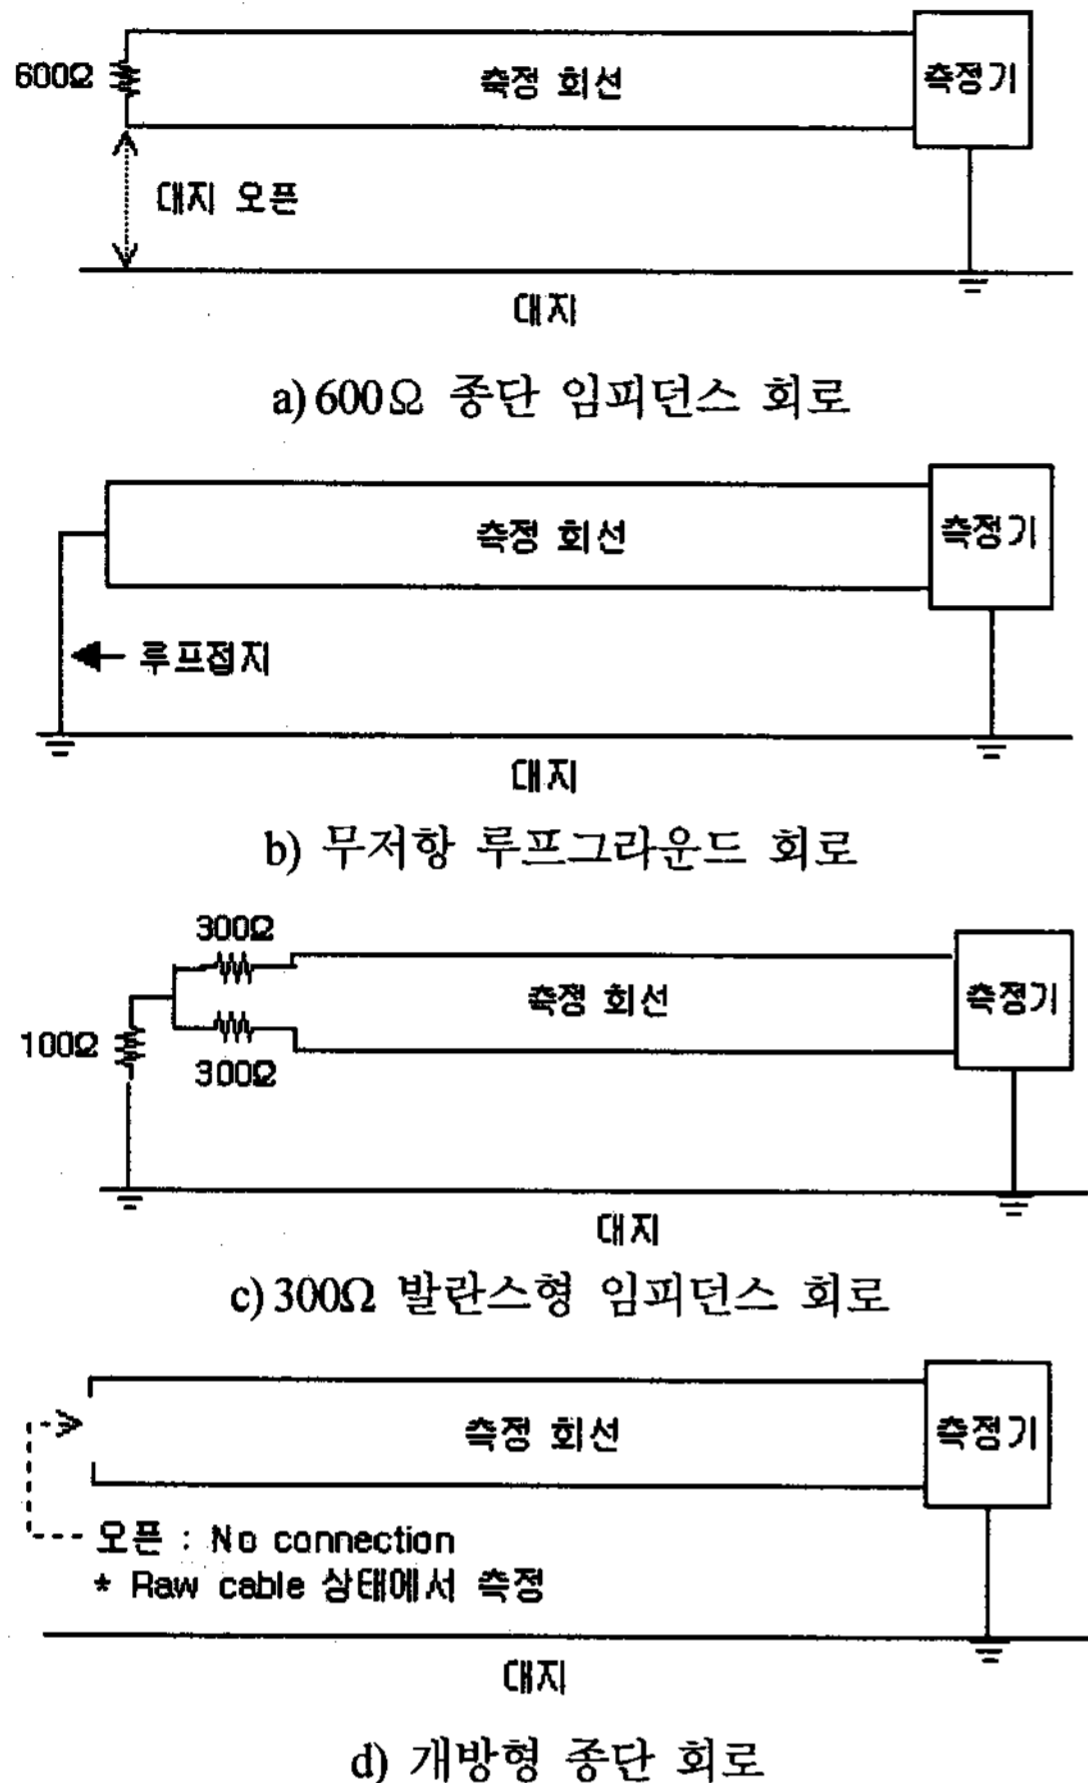 600Ω
측정 회선
측정기
대지 오픈
대지
a) 600Ω 종단 임피던스 회로
측정 회선
측정기
루프접지
대지
b) 무저항 루프그라운드 회로
300Ω
측정 회선
측정기
100Ω
300Ω
대지
c) 300Ω 발란스형 임피던스 회로
측정 회선
측정기
오픈 : No connection
* Raw cable 상태에서 측정
대지
d) 개방형 종단 회로